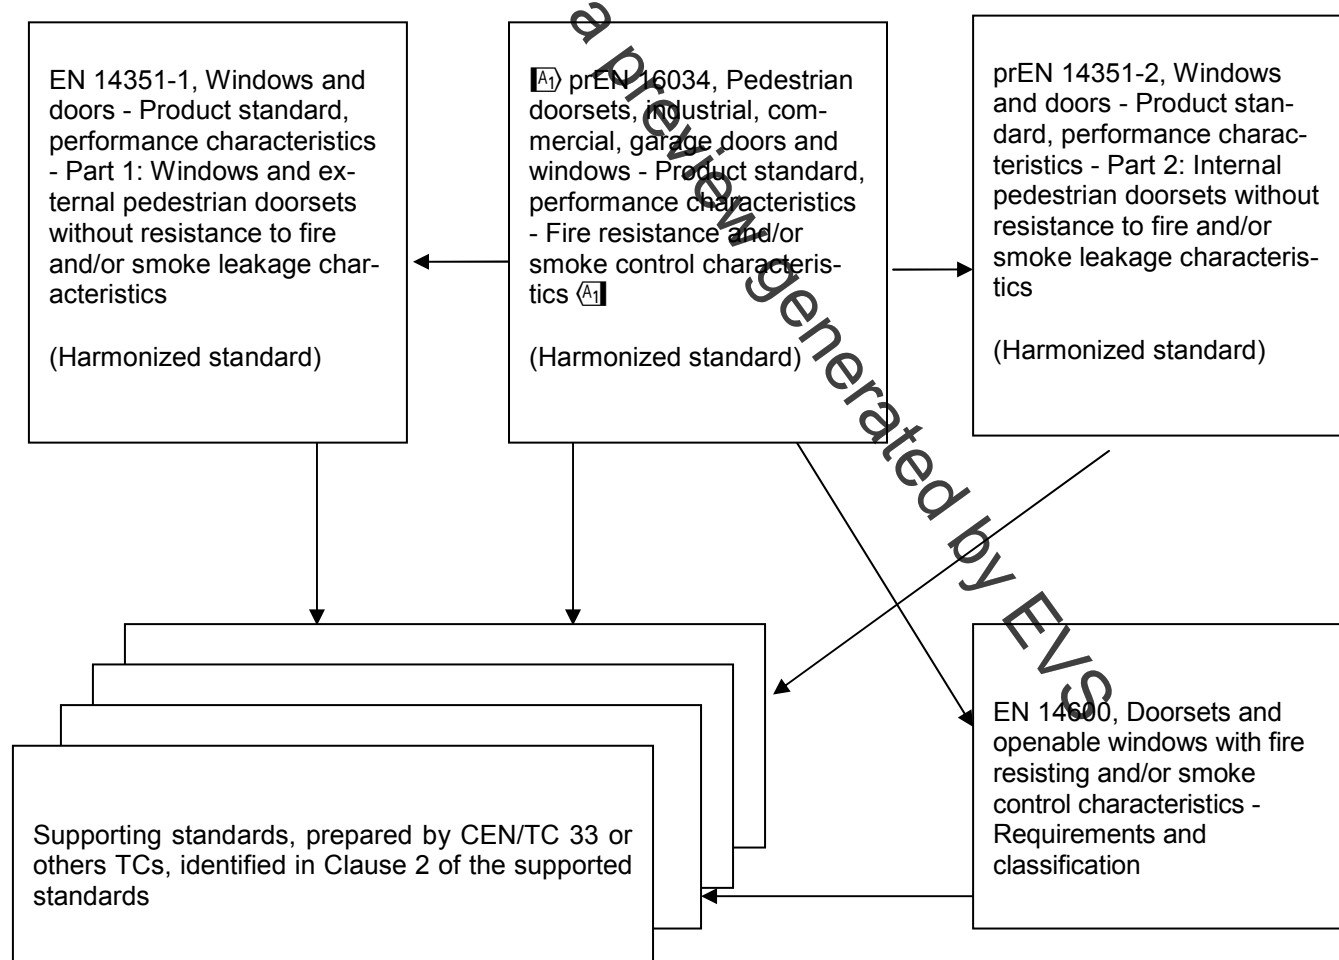 EN 14351-1, Windows and
doors - Product standard,
performance characteristics
- Part 1: Windows and ex-
ternal pedestrian doorsets
without resistance to fire
and/or smoke leakage char-
acteristics
(Harmonized standard)
A1 prEN 16034, Pedestrian
doorsets, industrial, com-
mercial, garage doors and
windows - Product standard,
performance characteristics
- Fire resistance and/or
smoke control characteris-
tics A1
(Harmonized standard)
prEN 14351-2, Windows
and doors - Product stan-
dard, performance charac-
teristics - Part 2: Internal
pedestrian doorsets without
resistance to fire and/or
smoke leakage characteris-
tics
(Harmonized standard)
a preview generated by EVS
Supporting standards, prepared by CEN/TC 33 or
others TCs, identified in Clause 2 of the supported
standards
EN 14600, Doorsets and
openable windows with fire
resisting and/or smoke
control characteristics -
Requirements and
classification